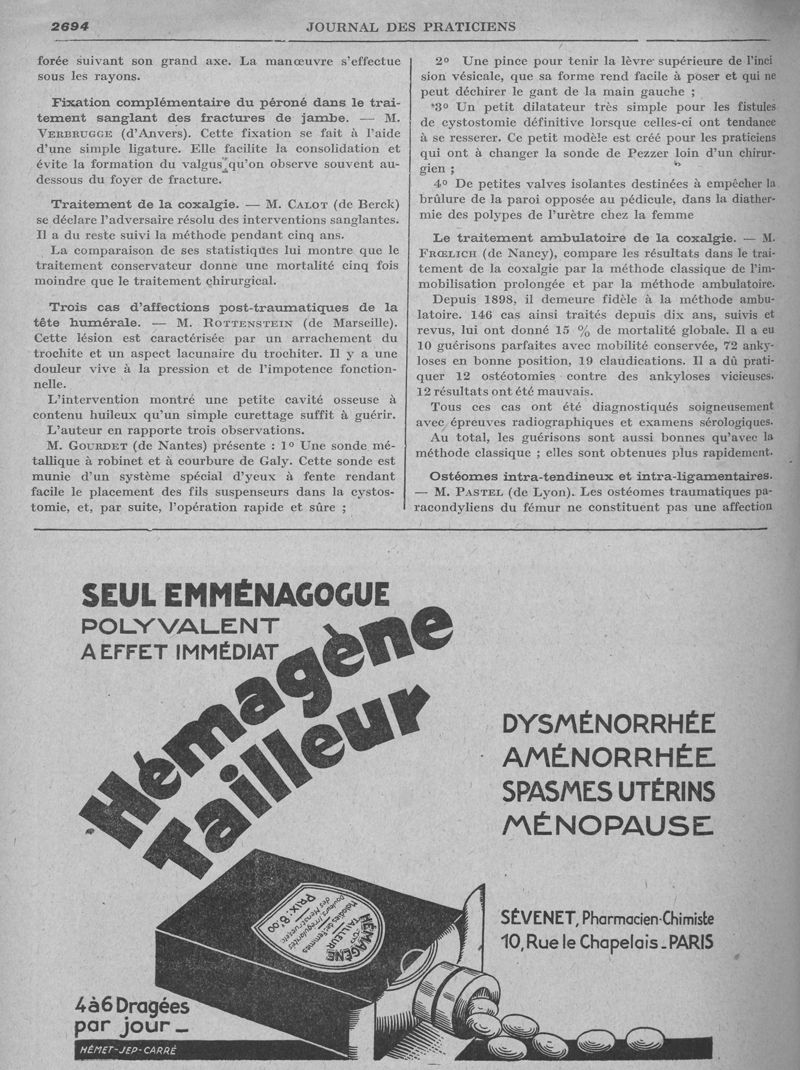 2694
JOURNAL DES PRATICIENS
forée suivant son grand axe. La manœuvre s'effectue
sous les rayons.
Fixation complémentaire du péroné dans le trai-
tement sanglant des fractures de jambe. — M.
VERBRUGGE (d'Anvers). Cette fixation se fait à l'aide
d'une simple ligature. Elle facilite la consolidation et
évite la formation du valgus qu'on observe souvent au-
dessous du foyer de fracture.
Traitement de la coxalgie. — M. CALOT (de Berck)
se déclare l'adversaire résolu des interventions sanglantes.
Il a du reste suivi la méthode pendant cinq ans.
La comparaison de ses statistiques lui montre que le
traitement conservateur donne une mortalité cinq fois
moindre que le traitement chirurgical.
Trois cas d'affections post-traumatiques de la
tête humérale. — M. ROTTENSTEIN (de Marseille).
Cette lésion est caractérisée par un arrachement du
trochite et un aspect lacunaire du trochiter. Il y a une
douleur vive à la pression et de l'impotence fonction-
nelle.
L'intervention montré une petite cavité osseuse à
contenu huileux qu'un simple curettage suffit à guérir.
L'auteur en rapporte trois observations.
M. GOURDET (de Nantes) présente : 1º Une sonde mé-
tallique à robinet et à courbure de Galy. Cette sonde est
munie d'un système spécial d'yeux à fente rendant
facile le placement des fils suspenseurs dans la cystos-
tomie, et, par suite, l'opération rapide et sûre ;
2º Une pince pour tenir la lèvre supérieure de l'inci
sion vésicale, que sa forme rend facile à poser et qui ne
peut déchirer le gant de la main gauche ;
3º Un petit dilatateur très simple pour les fistules
de cystostomie définitive lorsque celles-ci ont tendance
à se resserer. Ce petit modèle est créé pour les praticiens
qui ont à changer la sonde de Pezzer loin d'un chirur-
gien ;
4º De petites valves isolantes destinées à empêcher la
brûlure de la paroi opposée au pédicule, dans la diather-
mie des polypes de l'urètre chez la femme
Le traitement ambulatoire de la coxalgie. — M.
FRŒLICH (de Nancy), compare les résultats dans le trai-
tement de la coxalgie par la méthode classique de l'im-
mobilisation prolongée et par la méthode ambulatoire.
Depuis 1898, il demeure fidèle à la méthode ambu-
latoire. 146 cas ainsi traités depuis dix ans, suivis et
revus, lui ont donné 15 % de mortalité globale. Il a eu
10 guérisons parfaites avec mobilité conservée, 72 anky-
loses en bonne position, 19 claudications. Il a dû prati-
quer 12 ostéotomies contre des ankyloses vicieuses.
12 résultats ont été mauvais.
Tous ces cas ont été diagnostiqués soigneusement
avec épreuves radiographiques et examens sérologiques.
Au total, les guérisons sont aussi bonnes qu'avec la
méthode classique ; elles sont obtenues plus rapidement.
Ostéomes intra-tendineux et intra-ligamentaires.
— M. PASTEL (de Lyon). Les ostéomes traumatiques pa-
racondyliens du fémur ne constituent pas une affection
SEUL EMMÉNAGOGUE
POLYVALENT
A EFFET IMMÉDIAT
Hémagène
Tailleur
DYSMÉNORRHÉE
AMÉNORRHÉE
SPASMES UTÉRINS
MÉNOPAUSE
HÉMAGÈNE
TAILLEUR
Maladies des Femmes
Douleurs Irrégularités
des Menstrues etc
PRIX : 8,00
SÉVENET, Pharmacien-Chimiste
10, Rue le Chapelais _ PARIS
4 à 6 Dragées
par jour _
HÉMET-JEP-CARRÉ